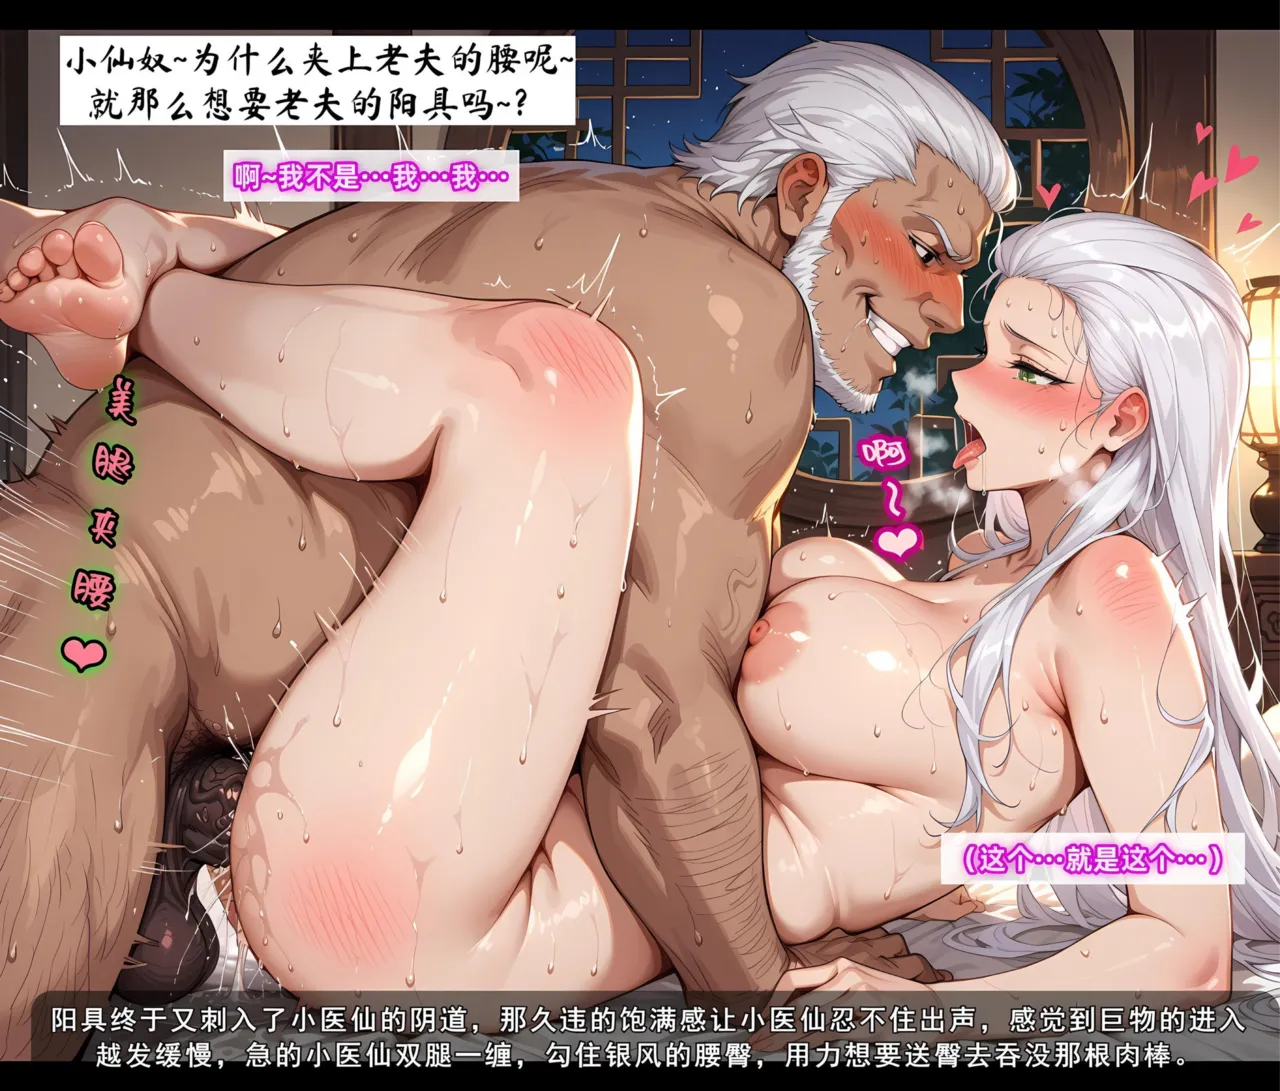 小仙奴~为什么夹上老夫的腰呢~
就那么想要老夫的阳具吗~？
啊~我不是…我…我…
美腿夹腰
啊~
（这个…就是这个…）
阳具终于又刺入了小医仙的阴道，那久违的饱满感让小医仙忍不住出声，感觉到巨物的进入
越发缓慢，急的小医仙双腿一缠，勾住银风的腰臀，用力想要送臀去吞没那根肉棒。